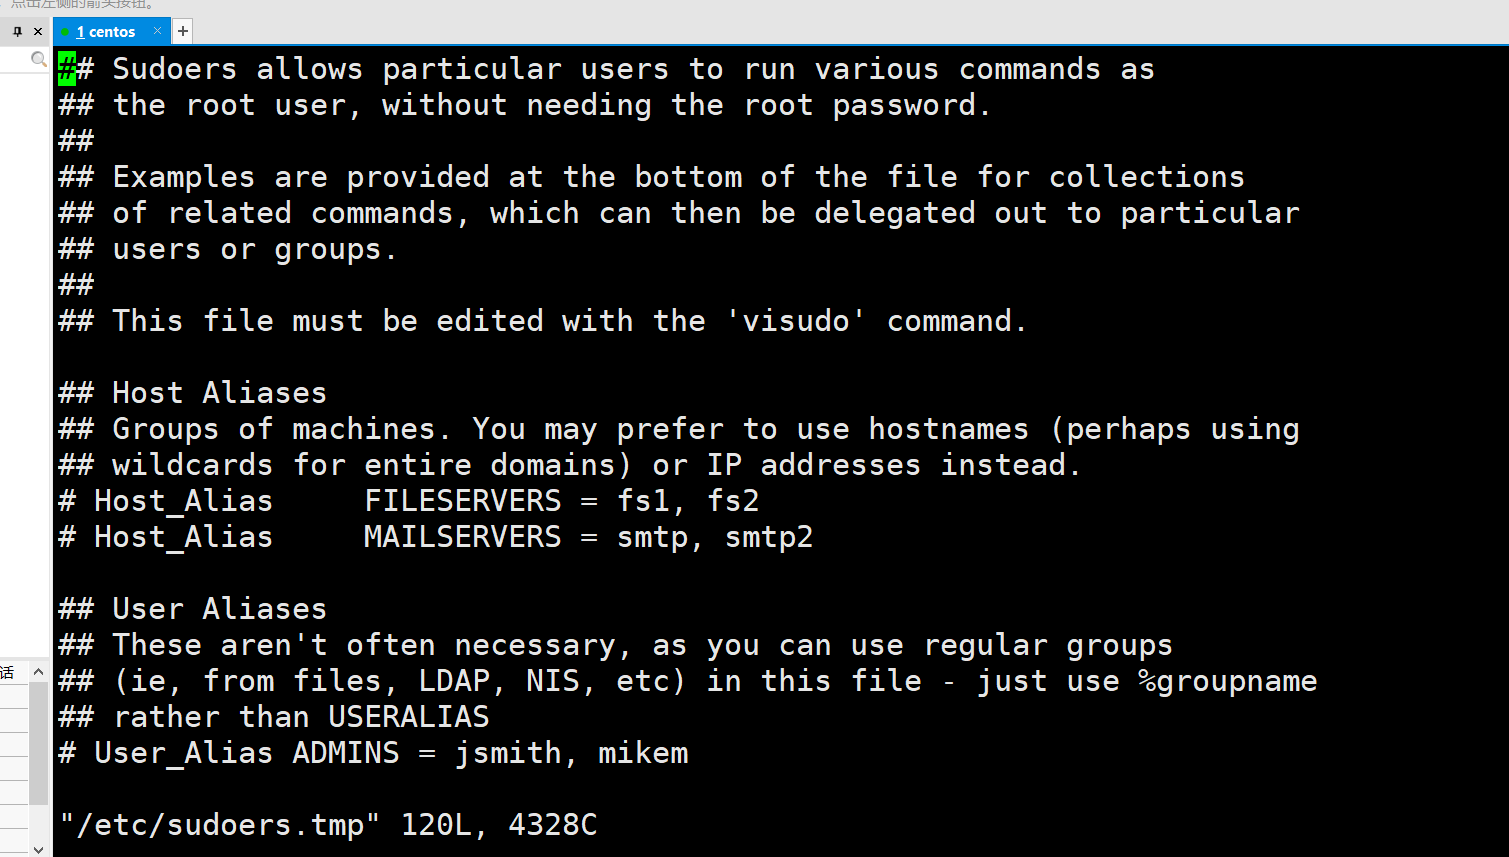 点击左侧的箭头按钮。
1 centos
+
## Sudoers allows particular users to run various commands as
## the root user, without needing the root password.
##
## Examples are provided at the bottom of the file for collections
## of related commands, which can then be delegated out to particular
## users or groups.
##
## This file must be edited with the 'visudo' command.
## Host Aliases
## Groups of machines. You may prefer to use hostnames (perhaps using
## wildcards for entire domains) or IP addresses instead.
# Host_Alias     FILESERVERS = fs1, fs2
# Host_Alias     MAILSERVERS = smtp, smtp2
## User Aliases
## These aren't often necessary, as you can use regular groups
## (ie, from files, LDAP, NIS, etc) in this file - just use %groupname
## rather than USERALIAS
话
# User_Alias ADMINS = jsmith, mikem
"/etc/sudoers.tmp" 120L, 4328C